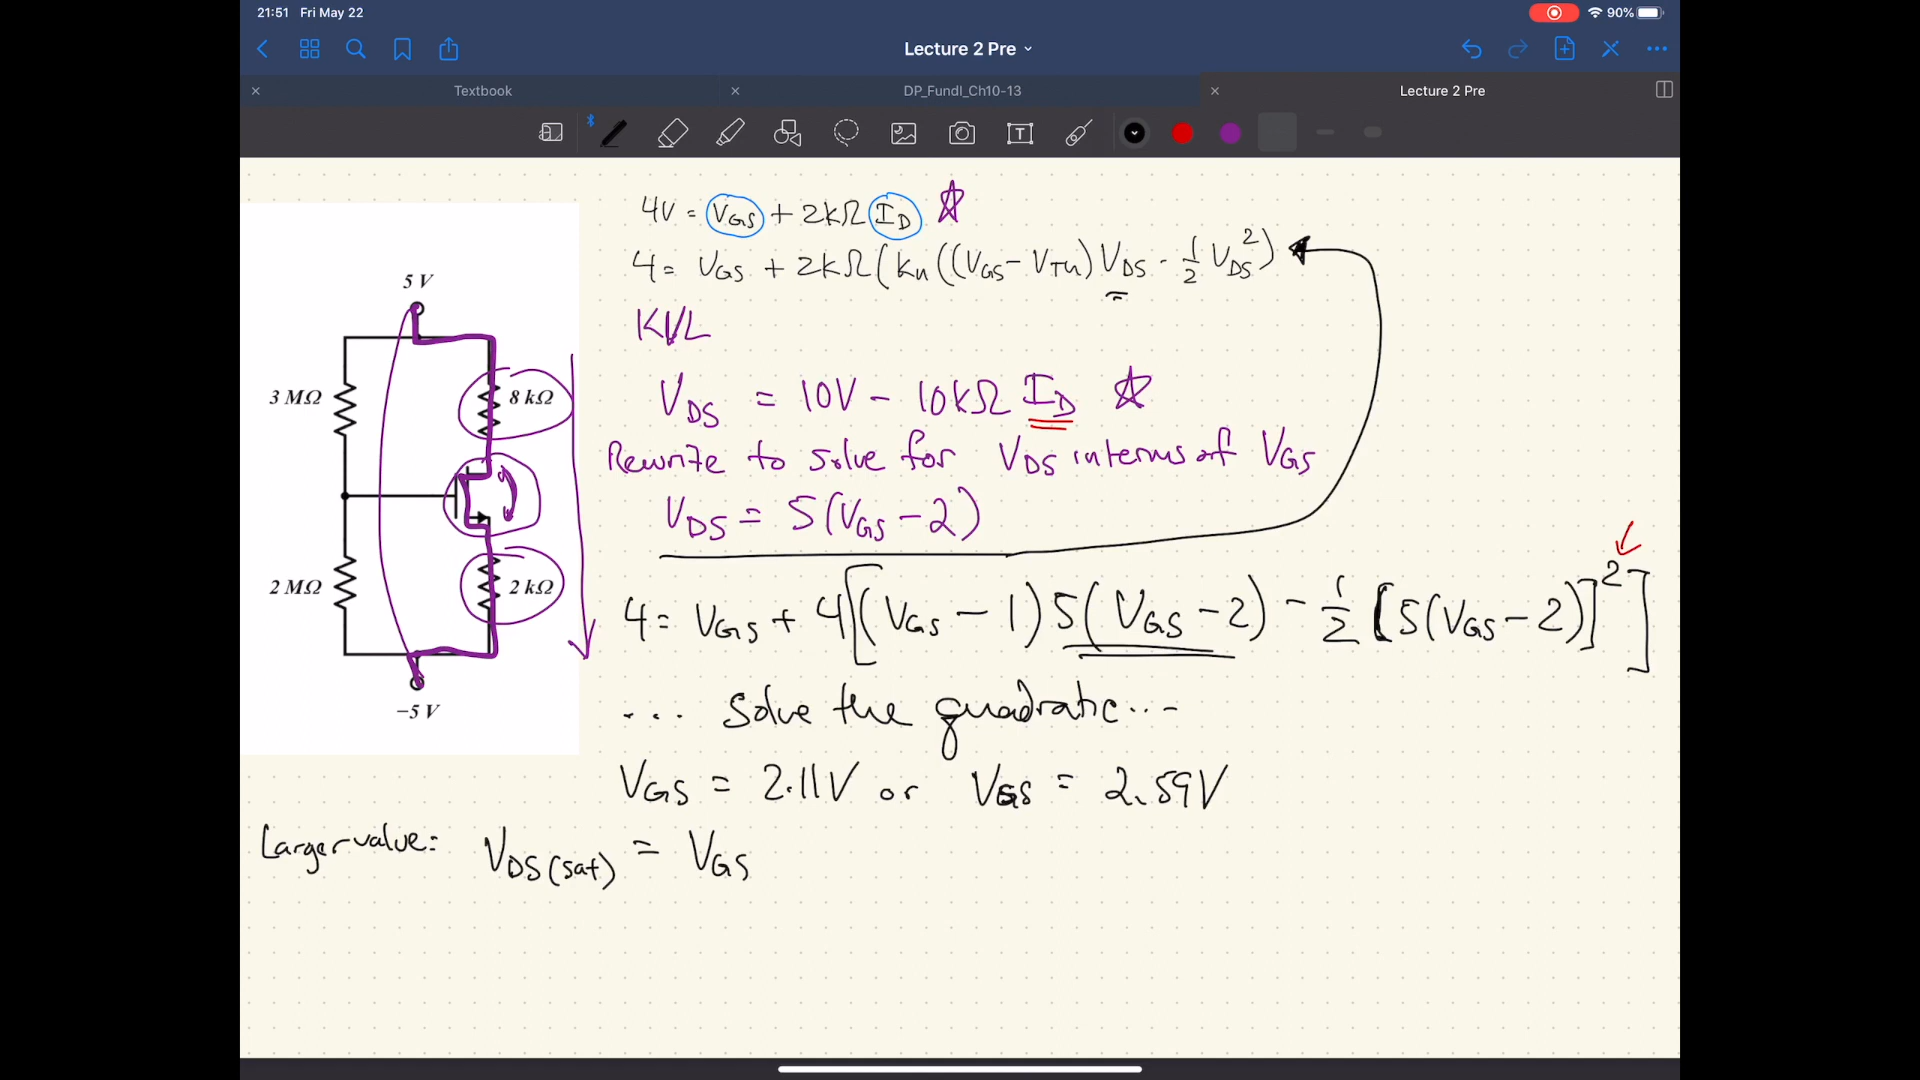 21:51 Fri May 22 90%
Lecture 2 Pre
Textbook DP_Fundl_Ch10-13 Lecture 2 Pre
4V = VGS + 2kΩ ID
4 = VGS + 2kΩ(kn((VGS - VTn)VDS - 1/2 VDS²)
KVL
VDS = 10V - 10kΩ ID
Rewrite to solve for VDS in terms of VGS
VDS = 5(VGS - 2)
4 = VGS + 4[(VGS - 1)5(VGS - 2) - 1/2 [5(VGS - 2)]²]
... solve the quadratic...
VGS = 2.11V or VGS = 2.59V
Larger value: VDS(sat) = VGS
5 V
3 MΩ 8 kΩ
2 MΩ 2 kΩ
−5 V